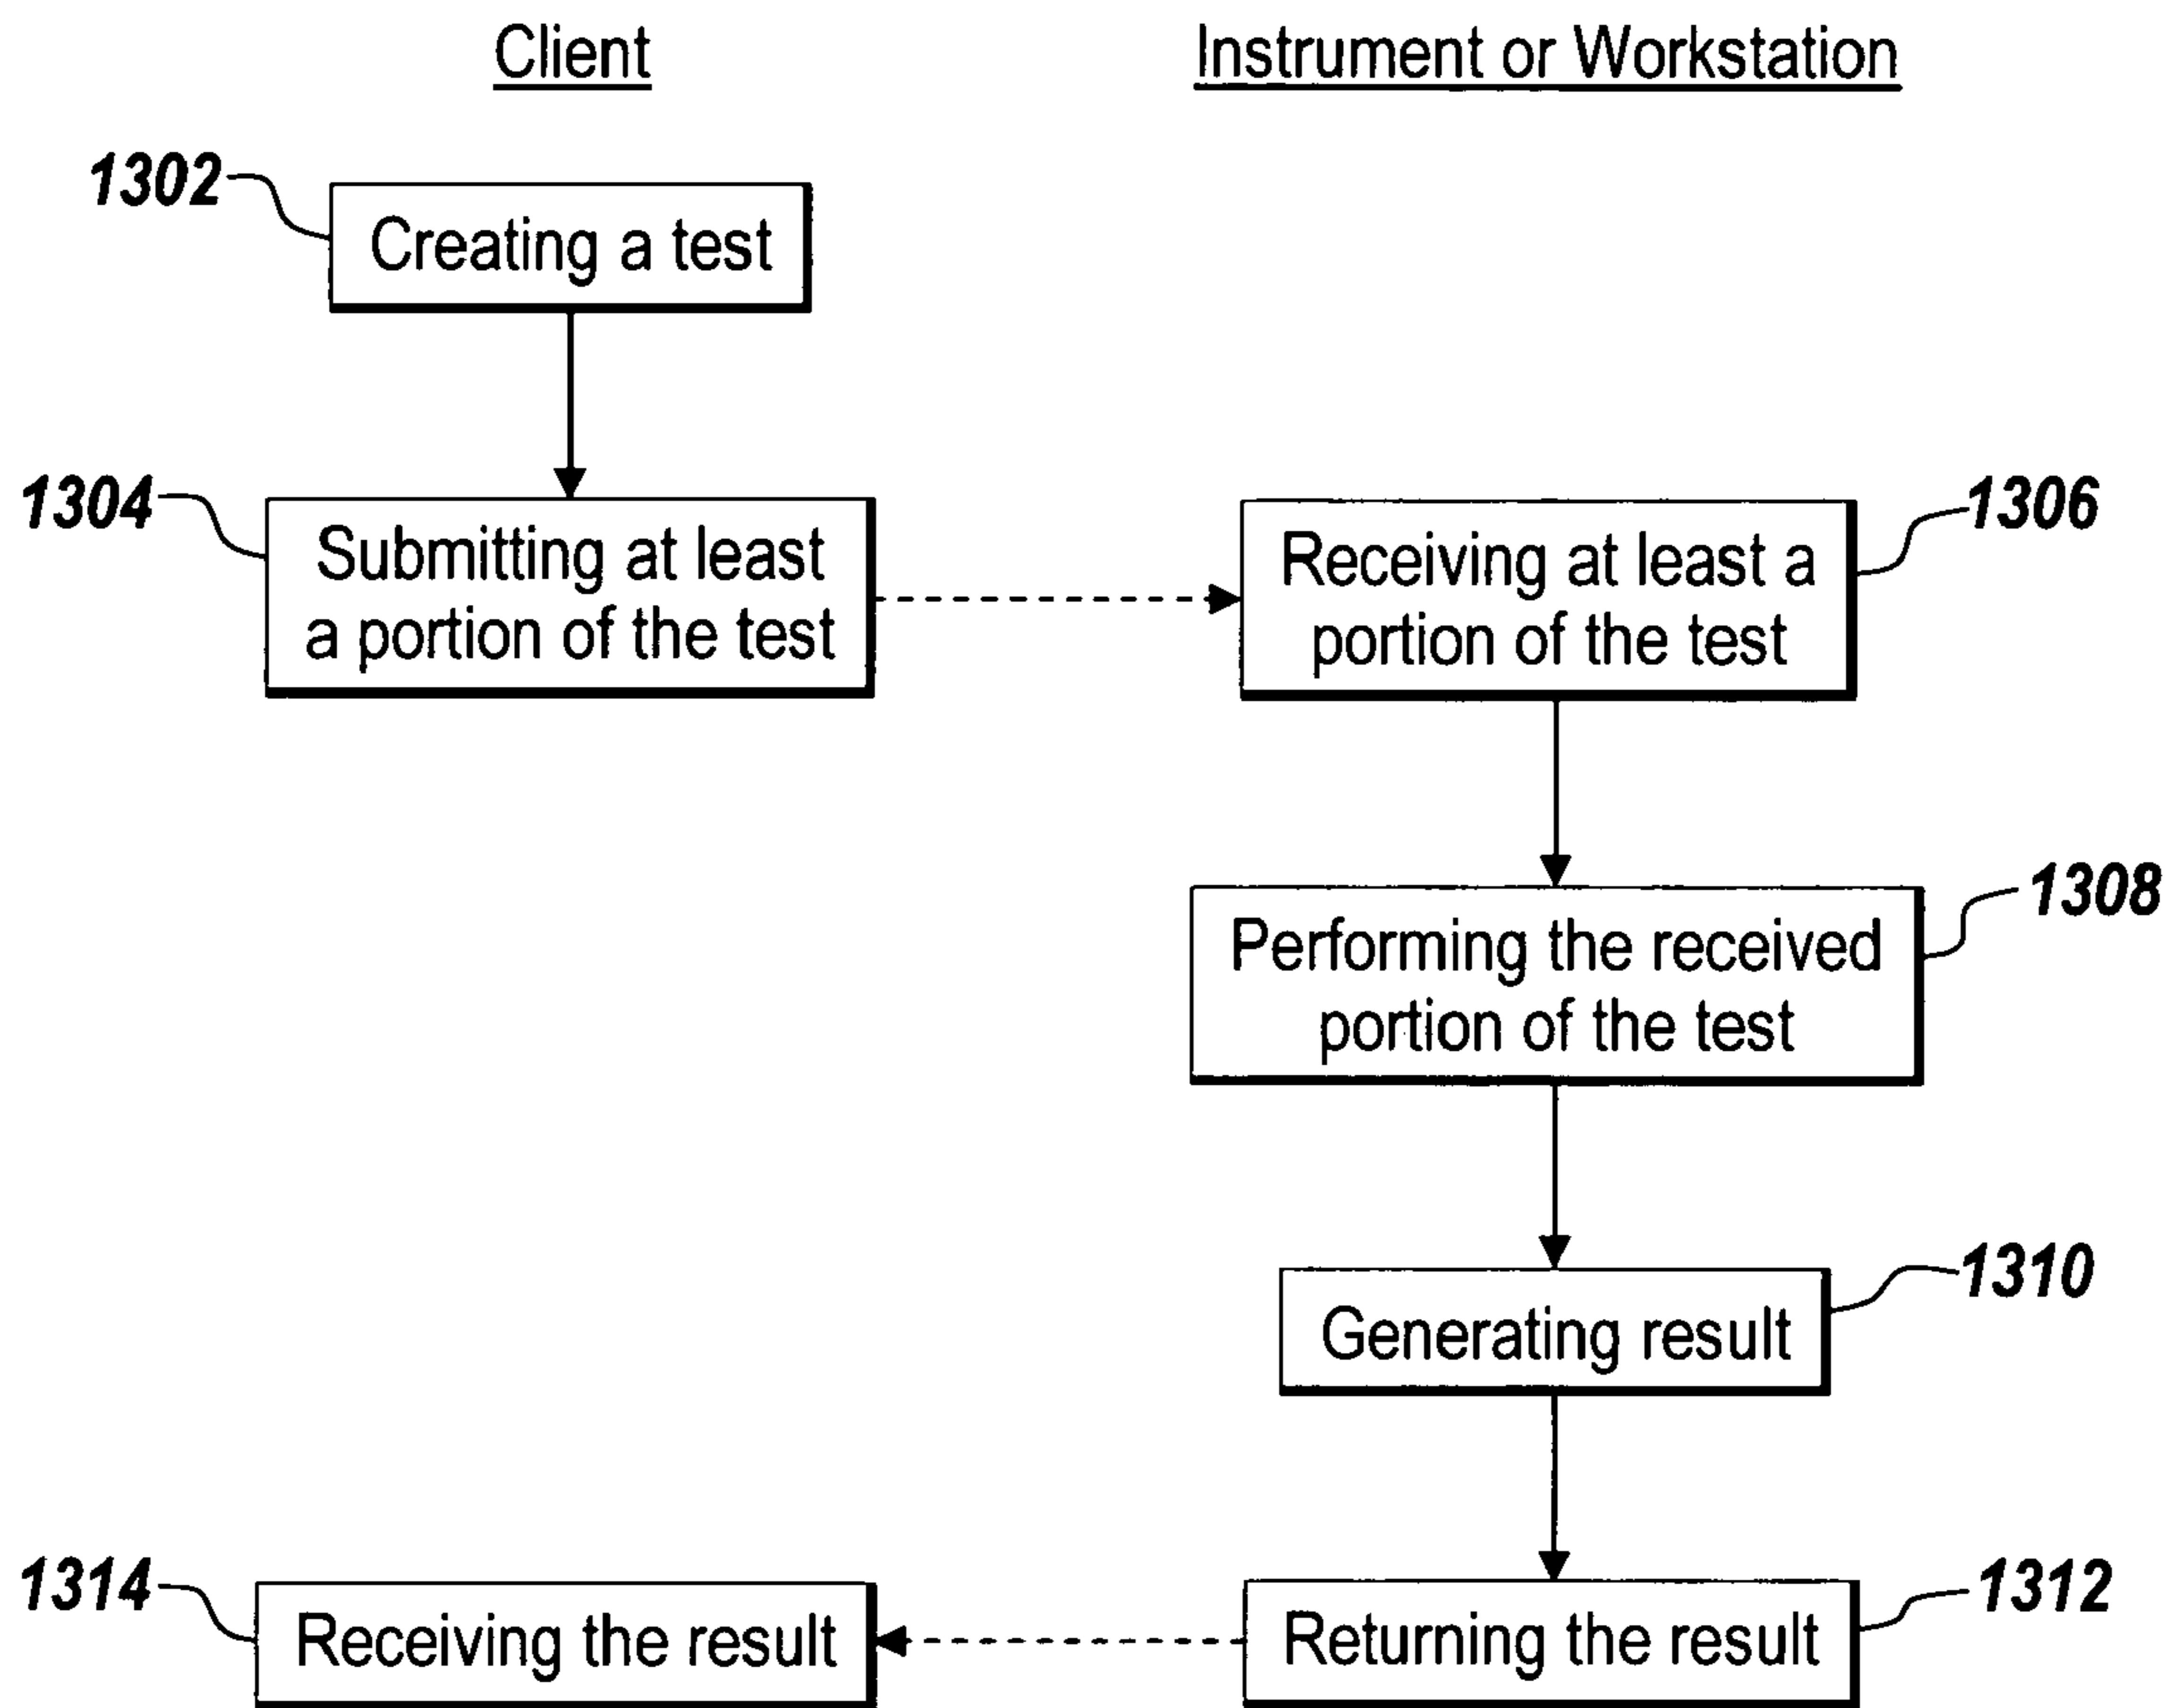 Client
Instrument or Workstation
1302
Creating a test
1304
Submitting at least
a portion of the test
1306
Receiving at least a
portion of the test
1308
Performing the received
portion of the test
1310
Generating result
1314
Receiving the result
1312
Returning the result